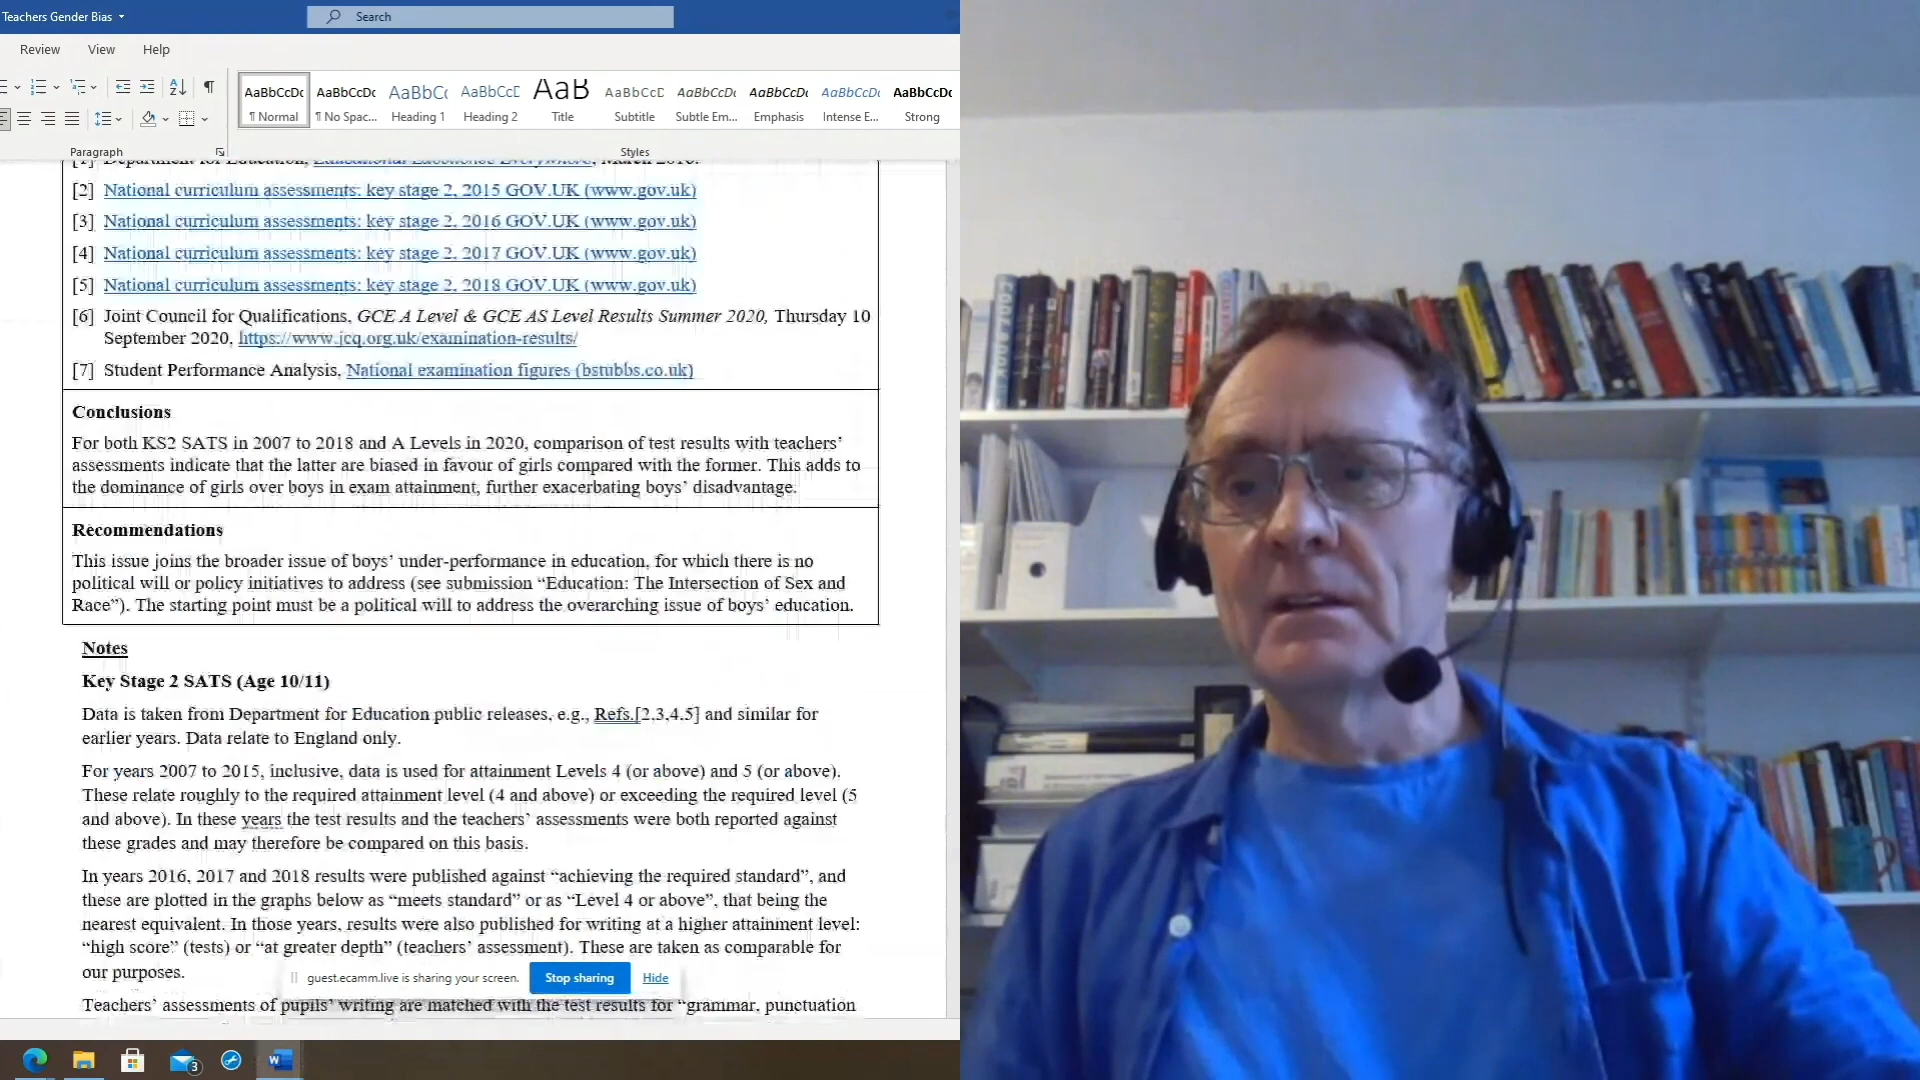 Teachers Gender Bias
Search
Review View Help
AaBbCcDc AaBbCcDc AaBbCc AaBbCcD AaB AaBbCcD AaBbCcDc AaBbCcDc AaBbCcDc AaBbCcDc
¶ Normal ¶ No Spac... Heading 1 Heading 2 Title Subtitle Subtle Em... Emphasis Intense E... Strong
Paragraph Styles
[1] Department for Education, Educational Excellence Everywhere, March 2016.
[2] National curriculum assessments: key stage 2, 2015 GOV.UK (www.gov.uk)
[3] National curriculum assessments: key stage 2, 2016 GOV.UK (www.gov.uk)
[4] National curriculum assessments: key stage 2, 2017 GOV.UK (www.gov.uk)
[5] National curriculum assessments: key stage 2, 2018 GOV.UK (www.gov.uk)
[6] Joint Council for Qualifications, GCE A Level & GCE AS Level Results Summer 2020, Thursday 10
September 2020, https://www.jcq.org.uk/examination-results/
[7] Student Performance Analysis, National examination figures (bstubbs.co.uk)
Conclusions
For both KS2 SATS in 2007 to 2018 and A Levels in 2020, comparison of test results with teachers’
assessments indicate that the latter are biased in favour of girls compared with the former. This adds to
the dominance of girls over boys in exam attainment, further exacerbating boys’ disadvantage.
Recommendations
This issue joins the broader issue of boys’ under-performance in education, for which there is no
political will or policy initiatives to address (see submission “Education: The Intersection of Sex and
Race”). The starting point must be a political will to address the overarching issue of boys’ education.
Notes
Key Stage 2 SATS (Age 10/11)
Data is taken from Department for Education public releases, e.g., Refs.[2,3,4,5] and similar for
earlier years. Data relate to England only.
For years 2007 to 2015, inclusive, data is used for attainment Levels 4 (or above) and 5 (or above).
These relate roughly to the required attainment level (4 and above) or exceeding the required level (5
and above). In these years the test results and the teachers’ assessments were both reported against
these grades and may therefore be compared on this basis.
In years 2016, 2017 and 2018 results were published against “achieving the required standard”, and
these are plotted in the graphs below as “meets standard” or as “Level 4 or above”, that being the
nearest equivalent. In those years, results were also published for writing at a higher attainment level:
“high score” (tests) or “at greater depth” (teachers’ assessment). These are taken as comparable for
our purposes.
guest.ecamm.live is sharing your screen. Stop sharing Hide
Teachers’ assessments of pupils’ writing are matched with the test results for “grammar, punctuation
3